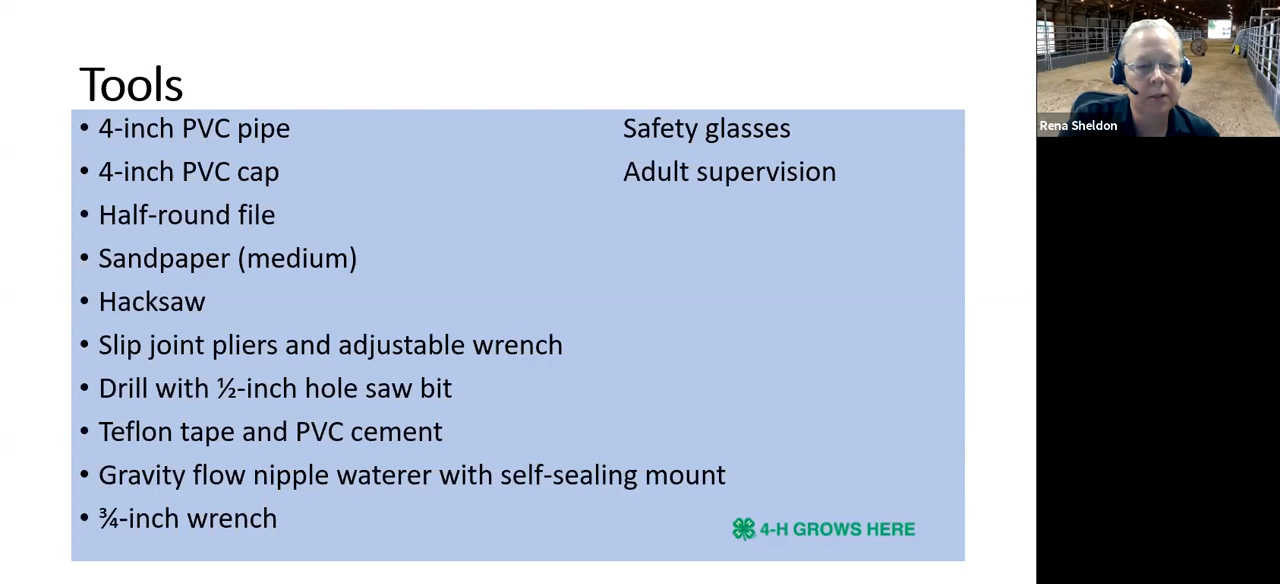 Tools
• 4-inch PVC pipe
Safety glasses
• 4-inch PVC cap
Adult supervision
• Half-round file
• Sandpaper (medium)
• Hacksaw
• Slip joint pliers and adjustable wrench
• Drill with ½-inch hole saw bit
• Teflon tape and PVC cement
• Gravity flow nipple waterer with self-sealing mount
• ¾-inch wrench
4-H GROWS HERE
Rena Sheldon